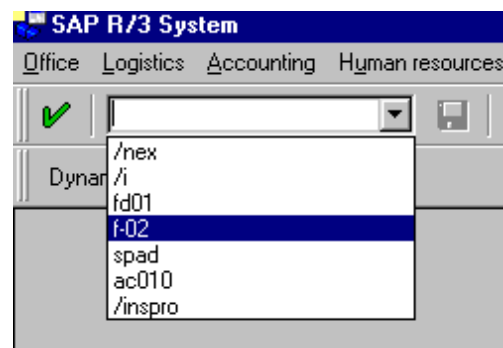 SAP R/3 System
Office Logistics Accounting Human resources
/nex
Dynar /i
fd01
f-02
spad
ac010
/inspro